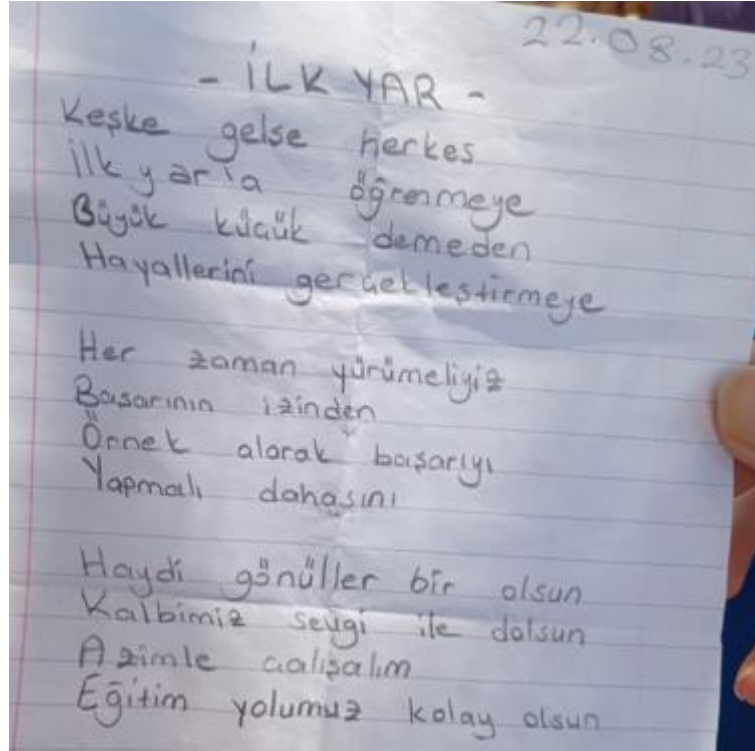 22.08.23
- İLK YAR -
Keşke gelse herkes
İlk yar'la öğrenmeye
Büyük küçük demeden
Hayallerini gerçekleştirmeye
Her zaman yürümeliyiz
Başarının izinden
Örnek alarak başarıyı
Yapmalı dahasını
Haydi gönüller bir olsun
Kalbimiz sevgi ile dolsun
Azimle çalışalım
Eğitim yolumuz kolay olsun